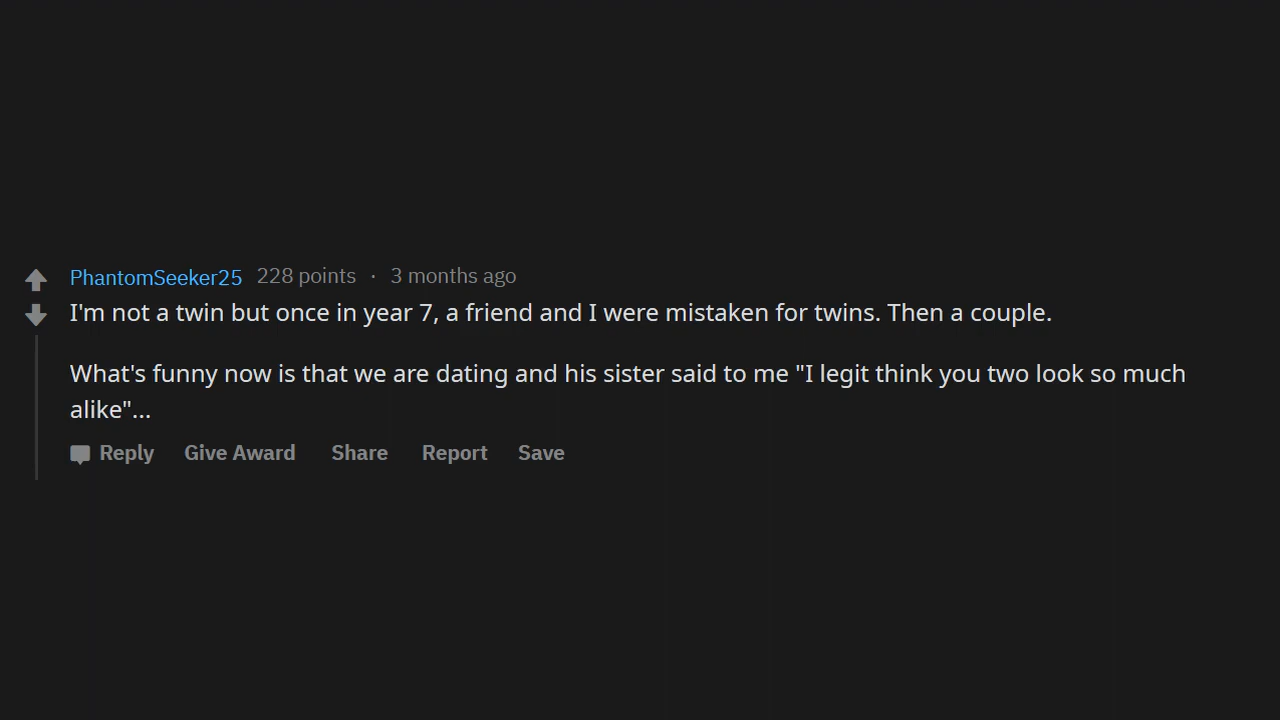 PhantomSeeker25 228 points · 3 months ago
I'm not a twin but once in year 7, a friend and I were mistaken for twins. Then a couple.
What's funny now is that we are dating and his sister said to me "I legit think you two look so much
alike"...
Reply Give Award Share Report Save